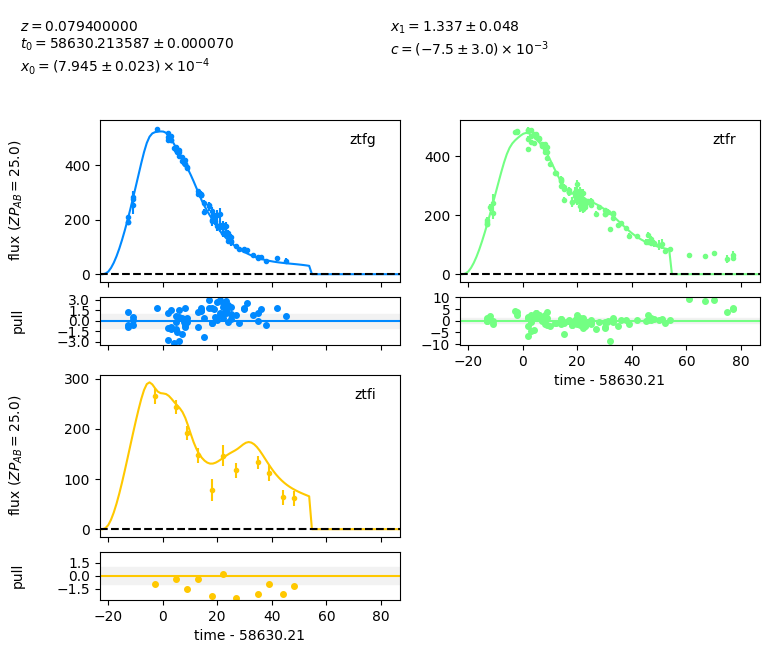 z = 0.079400000
t₀ = 58630.213587 ± 0.000070
x₀ = (7.945 ± 0.023) × 10⁻⁴
x₁ = 1.337 ± 0.048
c = (−7.5 ± 3.0) × 10⁻³
flux (ZP_AB = 25.0)
ztfg
400
200
0
pull
3.0
1.5
0.0
−1.5
−3.0
ztfr
400
200
0
10
5
0
−5
−10
−20 0 20 40 60 80
time - 58630.21
flux (ZP_AB = 25.0)
ztfi
300
200
100
0
pull
1.5
0.0
−1.5
−20 0 20 40 60 80
time - 58630.21